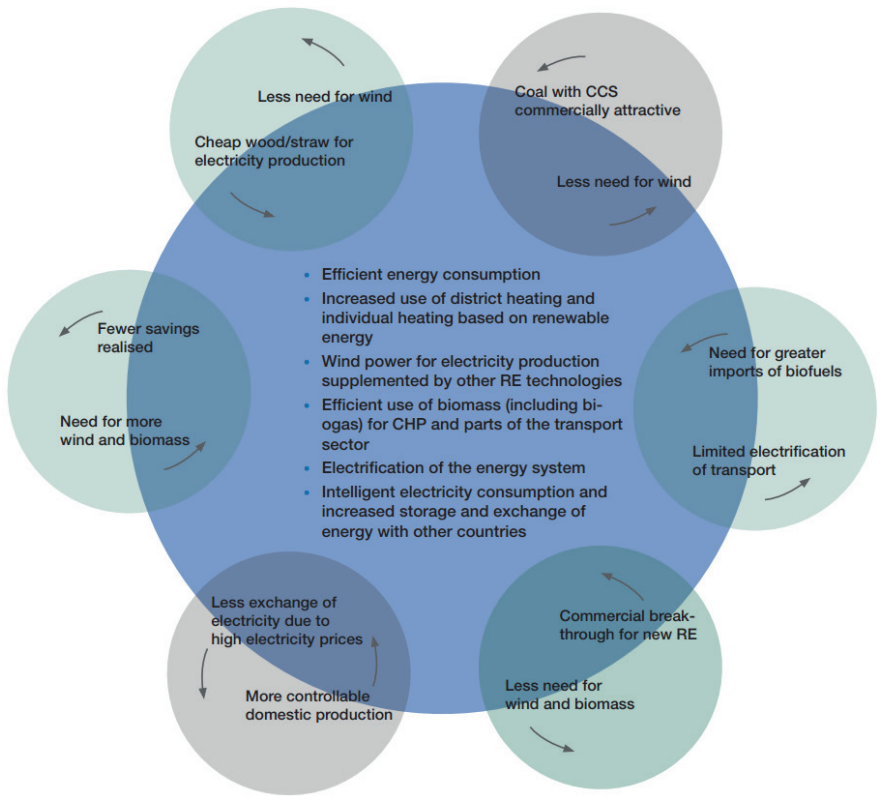 Less need for wind
Cheap wood/straw for
electricity production
Coal with CCS
commercially attractive
Less need for wind
• Efficient energy consumption
• Increased use of district heating and
individual heating based on renewable
energy
• Wind power for electricity production
supplemented by other RE technologies
• Efficient use of biomass (including bi-
ogas) for CHP and parts of the transport
sector
• Electrification of the energy system
• Intelligent electricity consumption and
increased storage and exchange of
energy with other countries
Fewer savings
realised
Need for more
wind and biomass
Need for greater
imports of biofuels
Limited electrification
of transport
Less exchange of
electricity due to
high electricity prices
More controllable
domestic production
Commercial break-
through for new RE
Less need for
wind and biomass